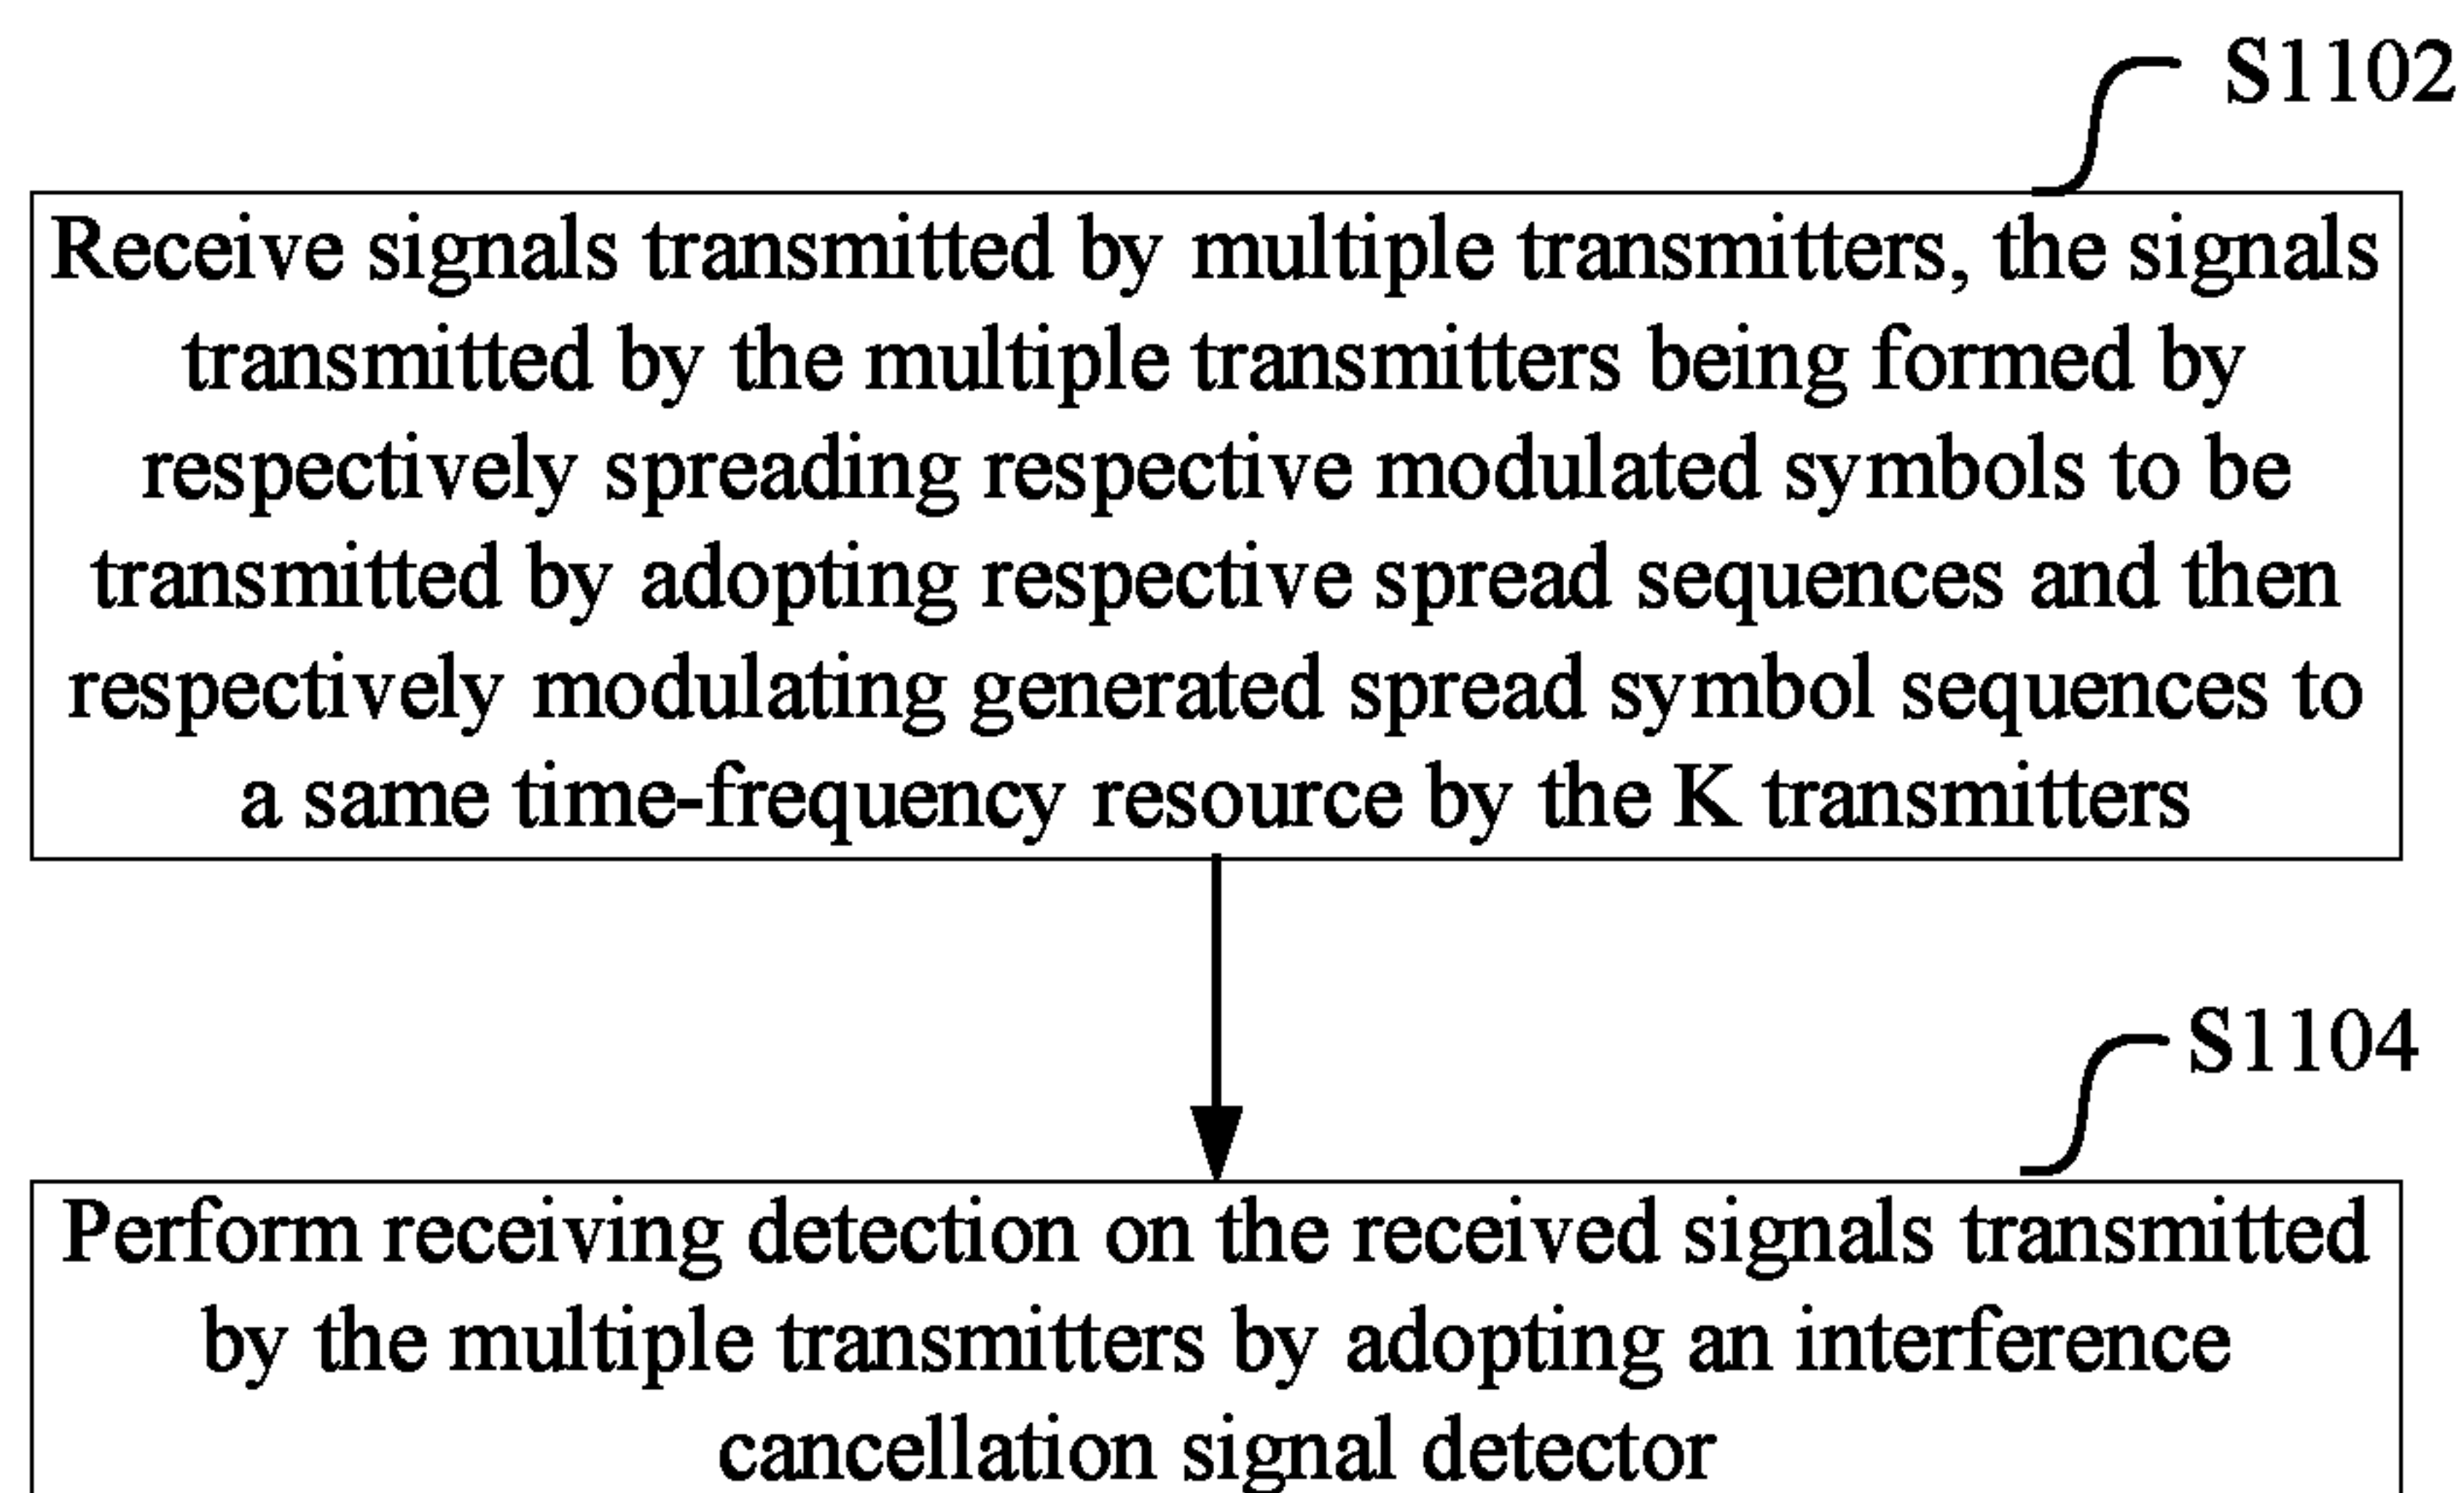 S1102
Receive signals transmitted by multiple transmitters, the signals
transmitted by the multiple transmitters being formed by
respectively spreading respective modulated symbols to be
transmitted by adopting respective spread sequences and then
respectively modulating generated spread symbol sequences to
a same time-frequency resource by the K transmitters
S1104
Perform receiving detection on the received signals transmitted
by the multiple transmitters by adopting an interference
cancellation signal detector